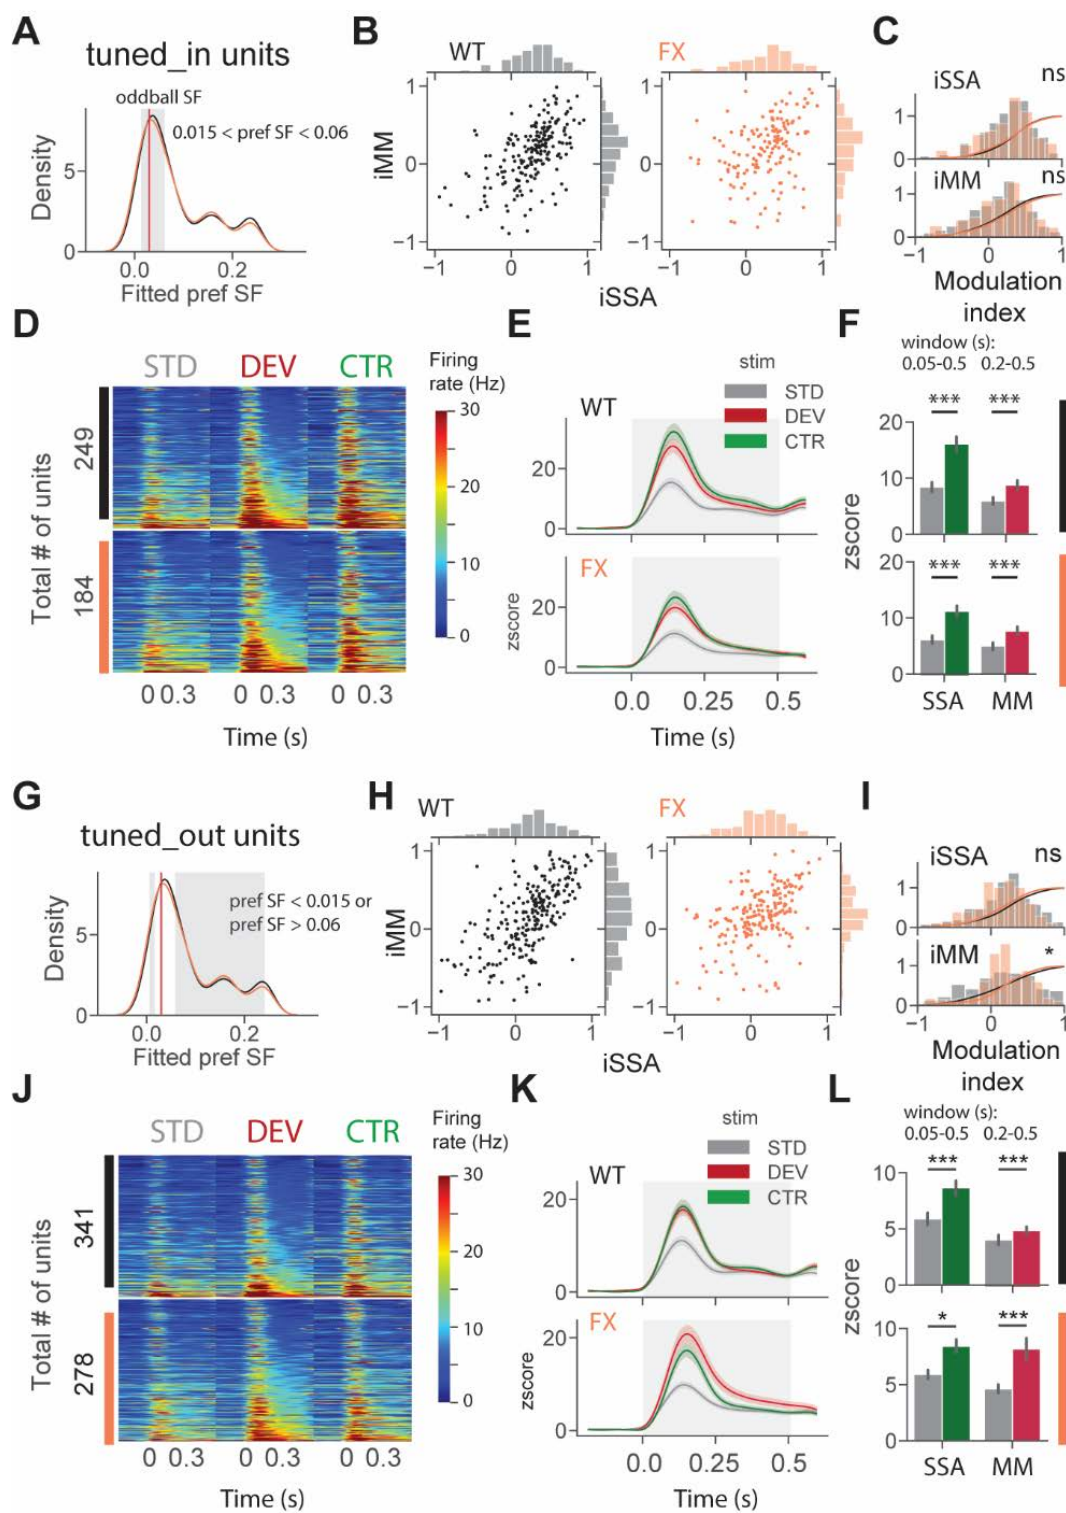 A
tuned_in units
oddball SF
0.015 < pref SF < 0.06
Density
5
0
0.0 0.2
Fitted pref SF
B
WT
FX
iMM
1
0
−1
−1 0 1
−1 0 1
iSSA
C
iSSA
ns
1
0
iMM
ns
1
0
0 1
Modulation
index
D
STD DEV CTR
Total # of units
249
184
0 0.3 0 0.3 0 0.3
Time (s)
Firing
rate (Hz)
30
20
10
0
E
stim
STD
DEV
CTR
WT
20
0
FX
20
0
zscore
0.0 0.25 0.5
Time (s)
F
window (s):
0.05-0.5 0.2-0.5
*** ***
20
10
0
zscore
*** ***
20
10
0
SSA MM
G
tuned_out units
pref SF < 0.015 or
pref SF > 0.06
Density
5
0
0.0 0.2
Fitted pref SF
H
WT
FX
iMM
1
0
−1
−1 0 1
−1 0 1
iSSA
I
iSSA
ns
1
0
iMM
*
1
0
0 1
Modulation
index
J
STD DEV CTR
Total # of units
341
278
0 0.3 0 0.3 0 0.3
Time (s)
Firing
rate (Hz)
30
20
10
0
K
stim
STD
DEV
CTR
WT
20
0
FX
20
0
zscore
0.0 0.25 0.5
Time (s)
L
window (s):
0.05-0.5 0.2-0.5
*** ***
10
5
0
zscore
* ***
10
5
0
SSA MM